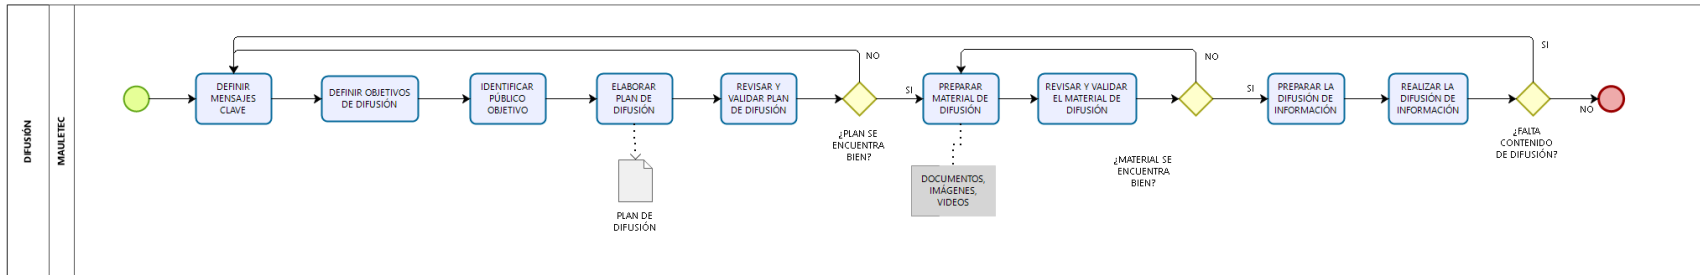 DIFUSIÓN
MAULETEC
DEFINIR
MENSAJES
CLAVE
DEFINIR OBJETIVOS
DE DIFUSIÓN
IDENTIFICAR
PÚBLICO
OBJETIVO
ELABORAR
PLAN DE
DIFUSIÓN
PLAN DE
DIFUSIÓN
REVISAR Y
VALIDAR PLAN
DE DIFUSIÓN
NO
SI
¿PLAN SE
ENCUENTRA
BIEN?
PREPARAR
MATERIAL DE
DIFUSIÓN
DOCUMENTOS,
IMÁGENES,
VIDEOS
REVISAR Y VALIDAR
EL MATERIAL DE
DIFUSIÓN
NO
SI
¿MATERIAL SE
ENCUENTRA
BIEN?
PREPARAR LA
DIFUSIÓN DE
INFORMACIÓN
REALIZAR LA
DIFUSIÓN DE
INFORMACIÓN
SI
NO
¿FALTA
CONTENIDO
DE DIFUSIÓN?